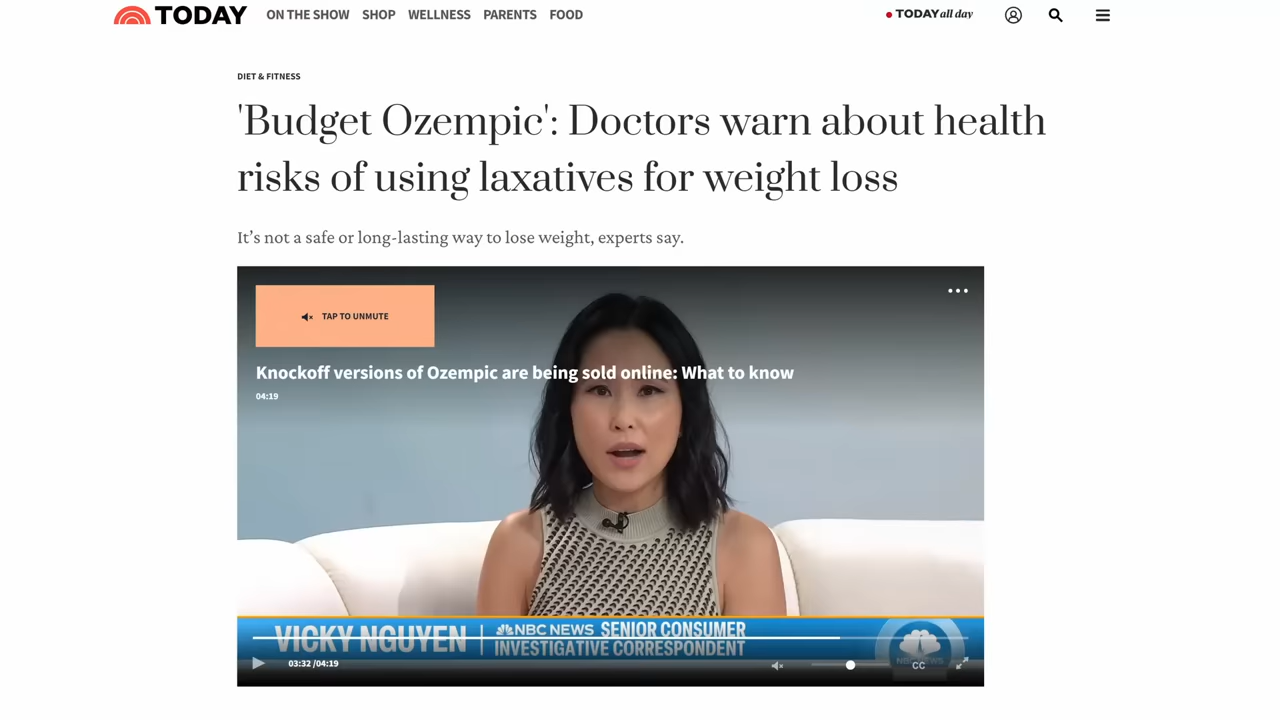 TODAY ON THE SHOW SHOP WELLNESS PARENTS FOOD TODAY all day
DIET & FITNESS
'Budget Ozempic': Doctors warn about health
risks of using laxatives for weight loss
It's not a safe or long-lasting way to lose weight, experts say.
TAP TO UNMUTE
Knockoff versions of Ozempic are being sold online: What to know
04:19
VICKY NGUYEN NBC NEWS SENIOR CONSUMER
INVESTIGATIVE CORRESPONDENT
NBC NEWS
03:32 /04:19 CC